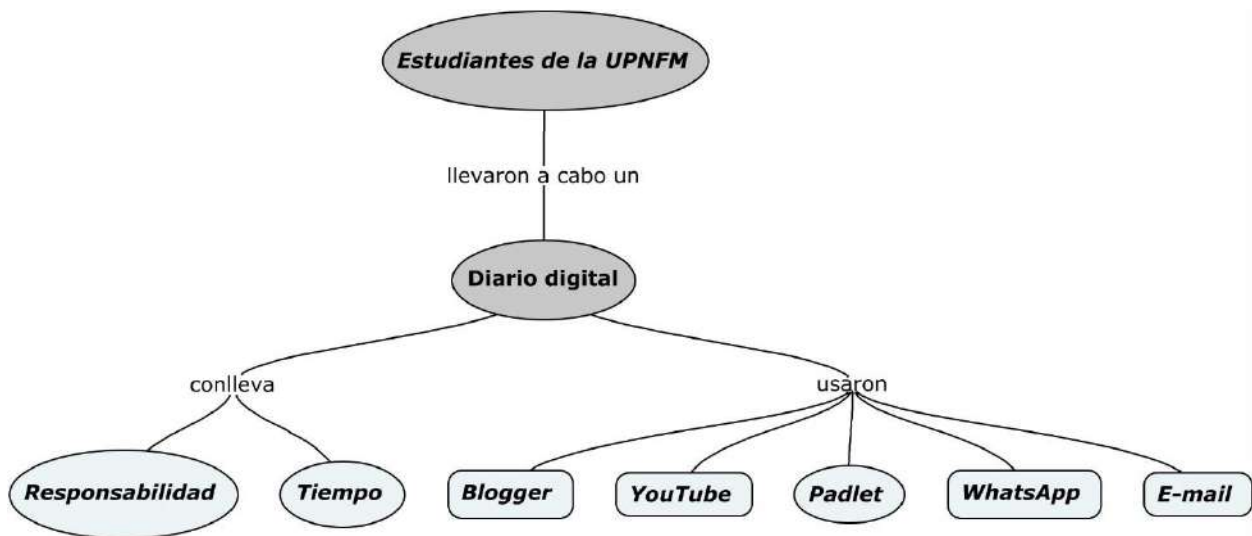 Estudiantes de la UPNFM
llevaron a cabo un
Diario digital
conlleva
usaron
Responsabilidad
Tiempo
Blogger
YouTube
Padlet
WhatsApp
E-mail